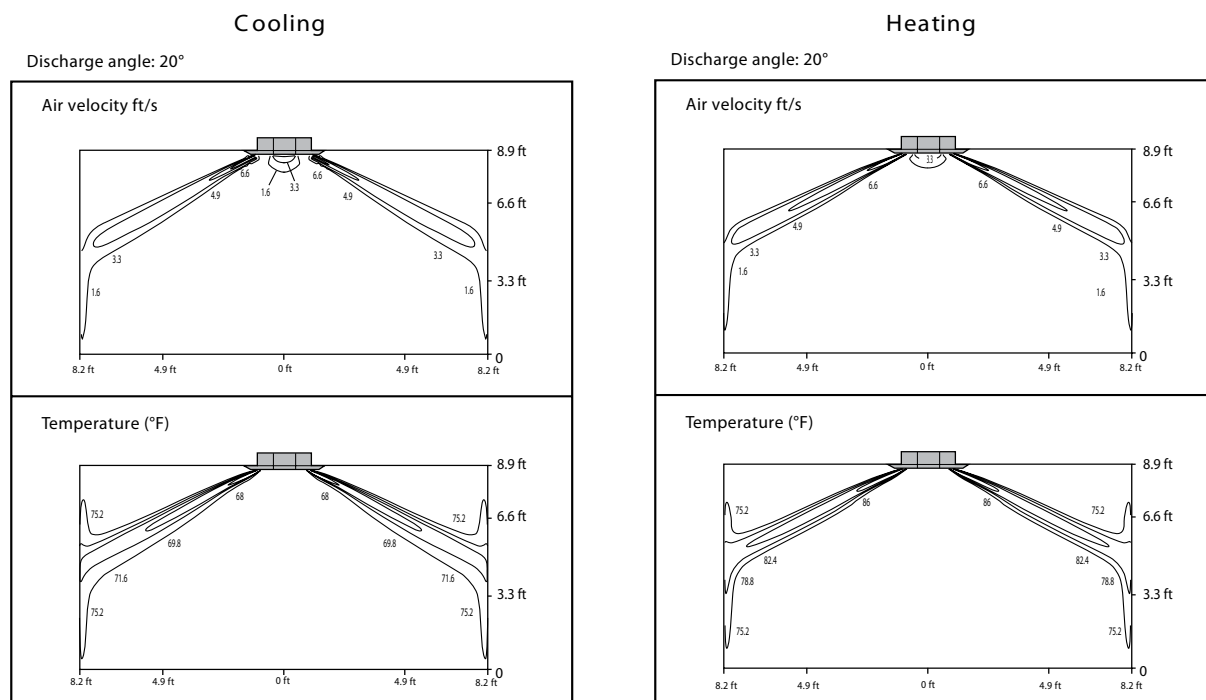 Cooling
Discharge angle: 20°
Air velocity ft/s
8.9 ft
6.6
1.6
3.3
6.6
4.9
4.9
6.6 ft
3.3
3.3
3.3 ft
1.6
1.6
0
8.2 ft
4.9 ft
0 ft
4.9 ft
8.2 ft
Temperature (°F)
8.9 ft
68
68
75.2
75.2
6.6 ft
69.8
69.8
71.6
71.6
3.3 ft
75.2
75.2
0
8.2 ft
4.9 ft
0 ft
4.9 ft
8.2 ft
Heating
Discharge angle: 20°
Air velocity ft/s
8.9 ft
3.3
6.6
6.6
6.6 ft
4.9
4.9
3.3
3.3
3.3 ft
1.6
1.6
0
8.2 ft
4.9 ft
0 ft
4.9 ft
8.2 ft
Temperature (°F)
8.9 ft
86
86
75.2
75.2
6.6 ft
82.4
82.4
78.8
78.8
3.3 ft
75.2
75.2
0
8.2 ft
4.9 ft
0 ft
4.9 ft
8.2 ft